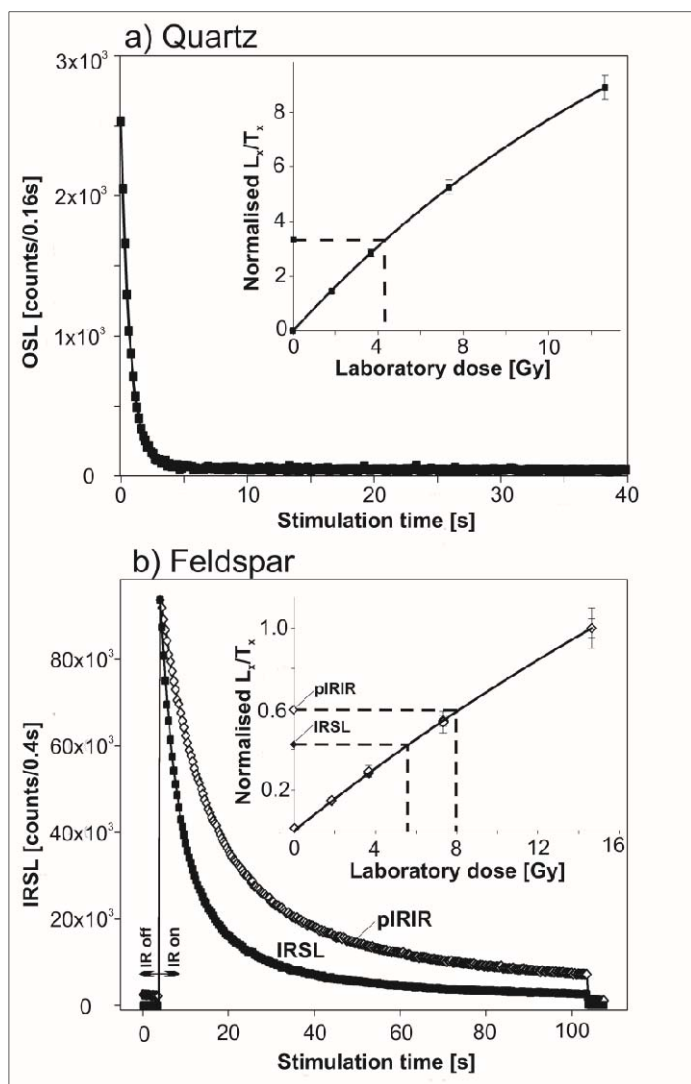 a) Quartz
3x10³
2x10³
1x10³
0
OSL [counts/0.16s]
0
10
20
30
40
Stimulation time [s]
8
6
4
2
0
Normalised Lₓ/Tₓ
0
4
8
10
Laboratory dose [Gy]
b) Feldspar
80x10³
60x10³
40x10³
20x10³
0
IRSL [counts/0.4s]
IR off
IR on
IRSL
pIRIR
0
20
40
60
80
100
Stimulation time [s]
1.0
0.6
0.2
Normalised Lₓ/Tₓ
pIRIR
IRSL
0
4
8
12
16
Laboratory dose [Gy]